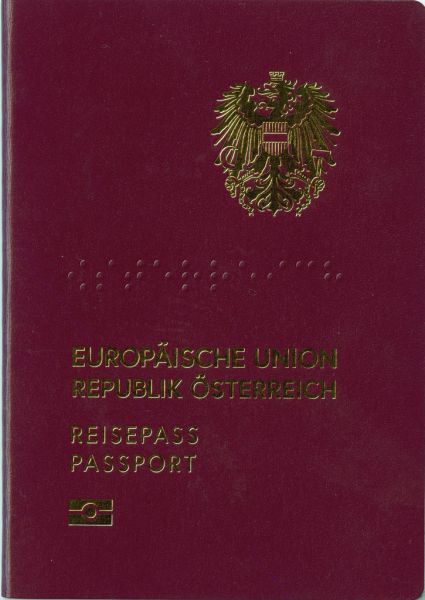 EUROPÄISCHE UNION
REPUBLIK ÖSTERREICH
REISEPASS
PASSPORT